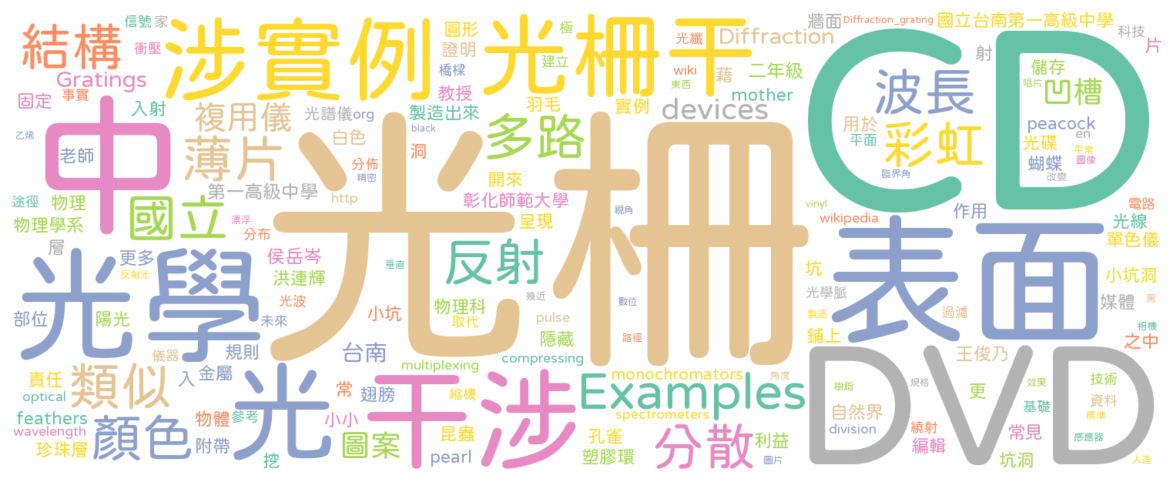 信號 家
圓形 極
牆面 Diffraction_grating 國立台南第一高級中學
科技 片
結構 衝壓 涉實例 光柵干
證明 光纖 Diffraction
橋樑 建立 wiki 藉 二年級 東西
射 儲存 唱片 凹槽
Gratings 教授 mother
CD 波長
固定 事實 入射 複用儀 光譜儀 org 製造出來 羽毛 實例 devices
用於 平面 彩虹 peacock en
光碟 平常 圖像
乙烯 中 老師 薄片 白色 black 多路
分佈 精密 洞
臨界角 蝴蝶 改變
途徑 物理 第一高級中學 http 開來 彰化師範大學 視角
vinyl 電路
物理學系 國立 漂浮 分布 呈現 光柵
wikipedia 作用 光線
層 更多 反射光 侯岳岑 洪連輝 垂直 反射
表面 單色儀
光學 光波 幾近 數位 坑 小坑洞
部位 陽光 未來 小坑 物理科 取代 pulse 路徑
光學脈 製造 過濾 媒體 黑
儀器 規則 台南 隱藏 鋪上 相機 之中
責任 類似 入 金屬 光 multiplexing compressing
DVD 王俊乃
optical 常 翅膀 干涉 縮機 Examples monochromators 角度
樹脂 規格 更 效果 技術
feathers 顏色 物體 參考 小小 spectrometers
自然界 基礎 資料 標準
wavelength 附帶 圖案 昆蟲 孔雀 分散 利益
division 繞射 常見 感應器
珍珠層 挖 pearl 塑膠環 圖片
編輯 坑洞 人造